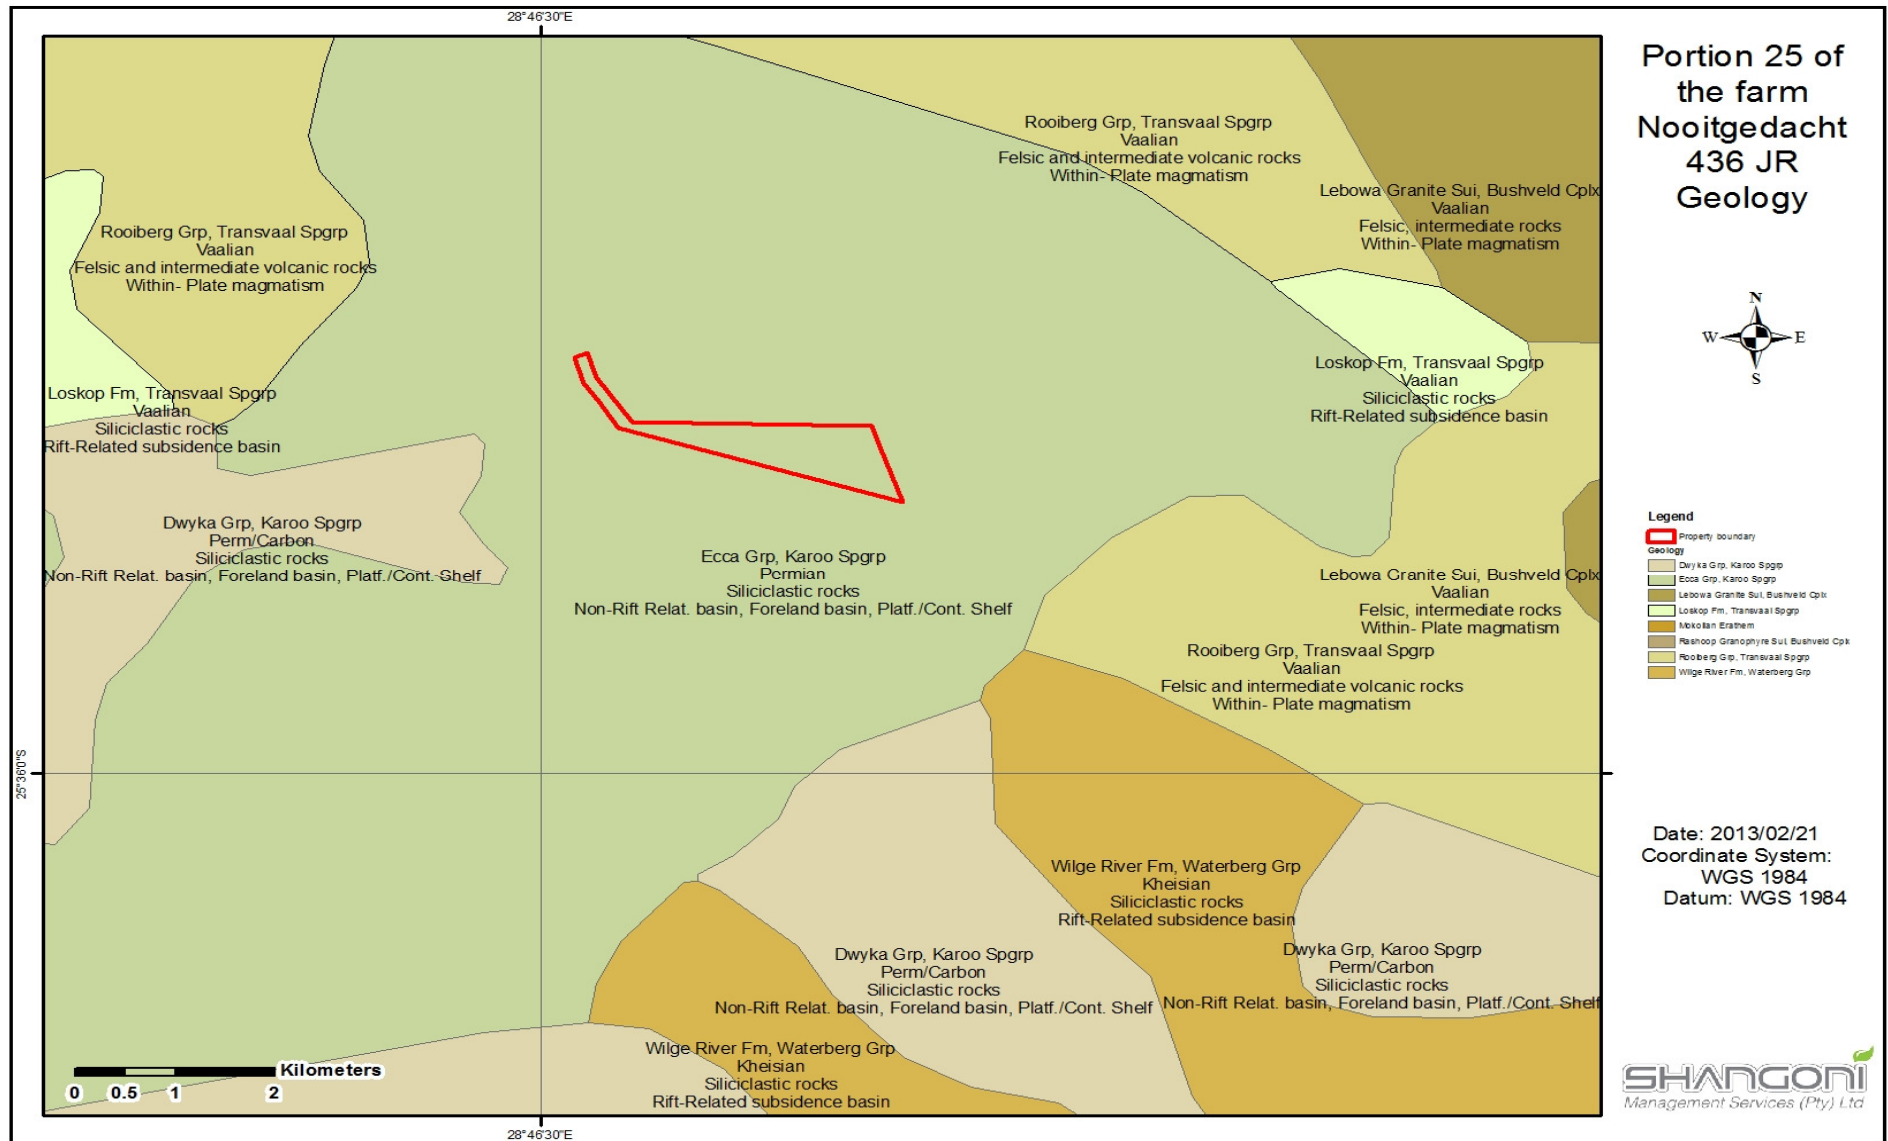 28°46'30"E
Portion 25 of
the farm
Nooitgedacht
436 JR
Geology
Rooiberg Grp, Transvaal Spgrp
Vaalian
Felsic and intermediate volcanic rocks
Within- Plate magmatism
Lebowa Granite Sui, Bushveld Cplx
Vaalian
Felsic, intermediate rocks
Within- Plate magmatism
Rooiberg Grp, Transvaal Spgrp
Vaalian
Felsic and intermediate volcanic rocks
Within- Plate magmatism
N
W
E
S
Loskop Fm, Transvaal Spgrp
Vaalian
Siliciclastic rocks
Rift-Related subsidence basin
Loskop Fm, Transvaal Spgrp
Vaalian
Siliciclastic rocks
Rift-Related subsidence basin
Dwyka Grp, Karoo Spgrp
Perm/Carbon
Siliciclastic rocks
Non-Rift Relat. basin, Foreland basin, Platf./Cont. Shelf
Ecca Grp, Karoo Spgrp
Permian
Siliciclastic rocks
Non-Rift Relat. basin, Foreland basin, Platf./Cont. Shelf
Lebowa Granite Sui, Bushveld Cplx
Vaalian
Felsic, intermediate rocks
Within- Plate magmatism
Rooiberg Grp, Transvaal Spgrp
Vaalian
Felsic and intermediate volcanic rocks
Within- Plate magmatism
Legend
Property boundary
Geology
Dwyka Grp, Karoo Spgrp
Ecca Grp, Karoo Spgrp
Lebowa Granite Sui, Bushveld Cplx
Loskop Fm, Transvaal Spgrp
Mokolian Erathem
Rashoop Granophyre Sui, Bushveld Cplx
Rooiberg Grp, Transvaal Spgrp
Wilge River Fm, Waterberg Grp
25°36'0"S
Wilge River Fm, Waterberg Grp
Kheisian
Siliciclastic rocks
Rift-Related subsidence basin
Dwyka Grp, Karoo Spgrp
Perm/Carbon
Siliciclastic rocks
Non-Rift Relat. basin, Foreland basin, Platf./Cont. Shelf
Dwyka Grp, Karoo Spgrp
Perm/Carbon
Siliciclastic rocks
Non-Rift Relat. basin, Foreland basin, Platf./Cont. Shelf
Wilge River Fm, Waterberg Grp
Kheisian
Siliciclastic rocks
Rift-Related subsidence basin
Date: 2013/02/21
Coordinate System:
WGS 1984
Datum: WGS 1984
Kilometers
0 0.5 1 2
SHANGONI
Management Services (Pty) Ltd
28°46'30"E